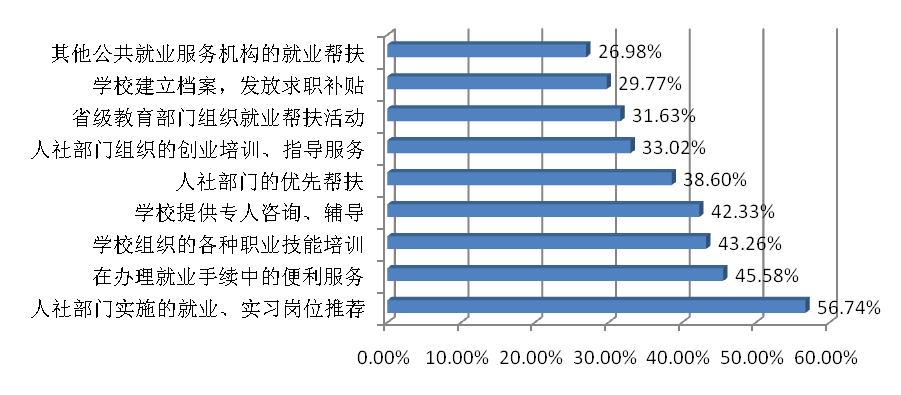 其他公共就业服务机构的就业帮扶 26.98%
学校建立档案，发放求职补贴 29.77%
省级教育部门组织就业帮扶活动 31.63%
人社部门组织的创业培训、指导服务 33.02%
人社部门的优先帮扶 38.60%
学校提供专人咨询、辅导 42.33%
学校组织的各种职业技能培训 43.26%
在办理就业手续中的便利服务 45.58%
人社部门实施的就业、实习岗位推荐 56.74%
0.00% 10.00% 20.00% 30.00% 40.00% 50.00% 60.00%